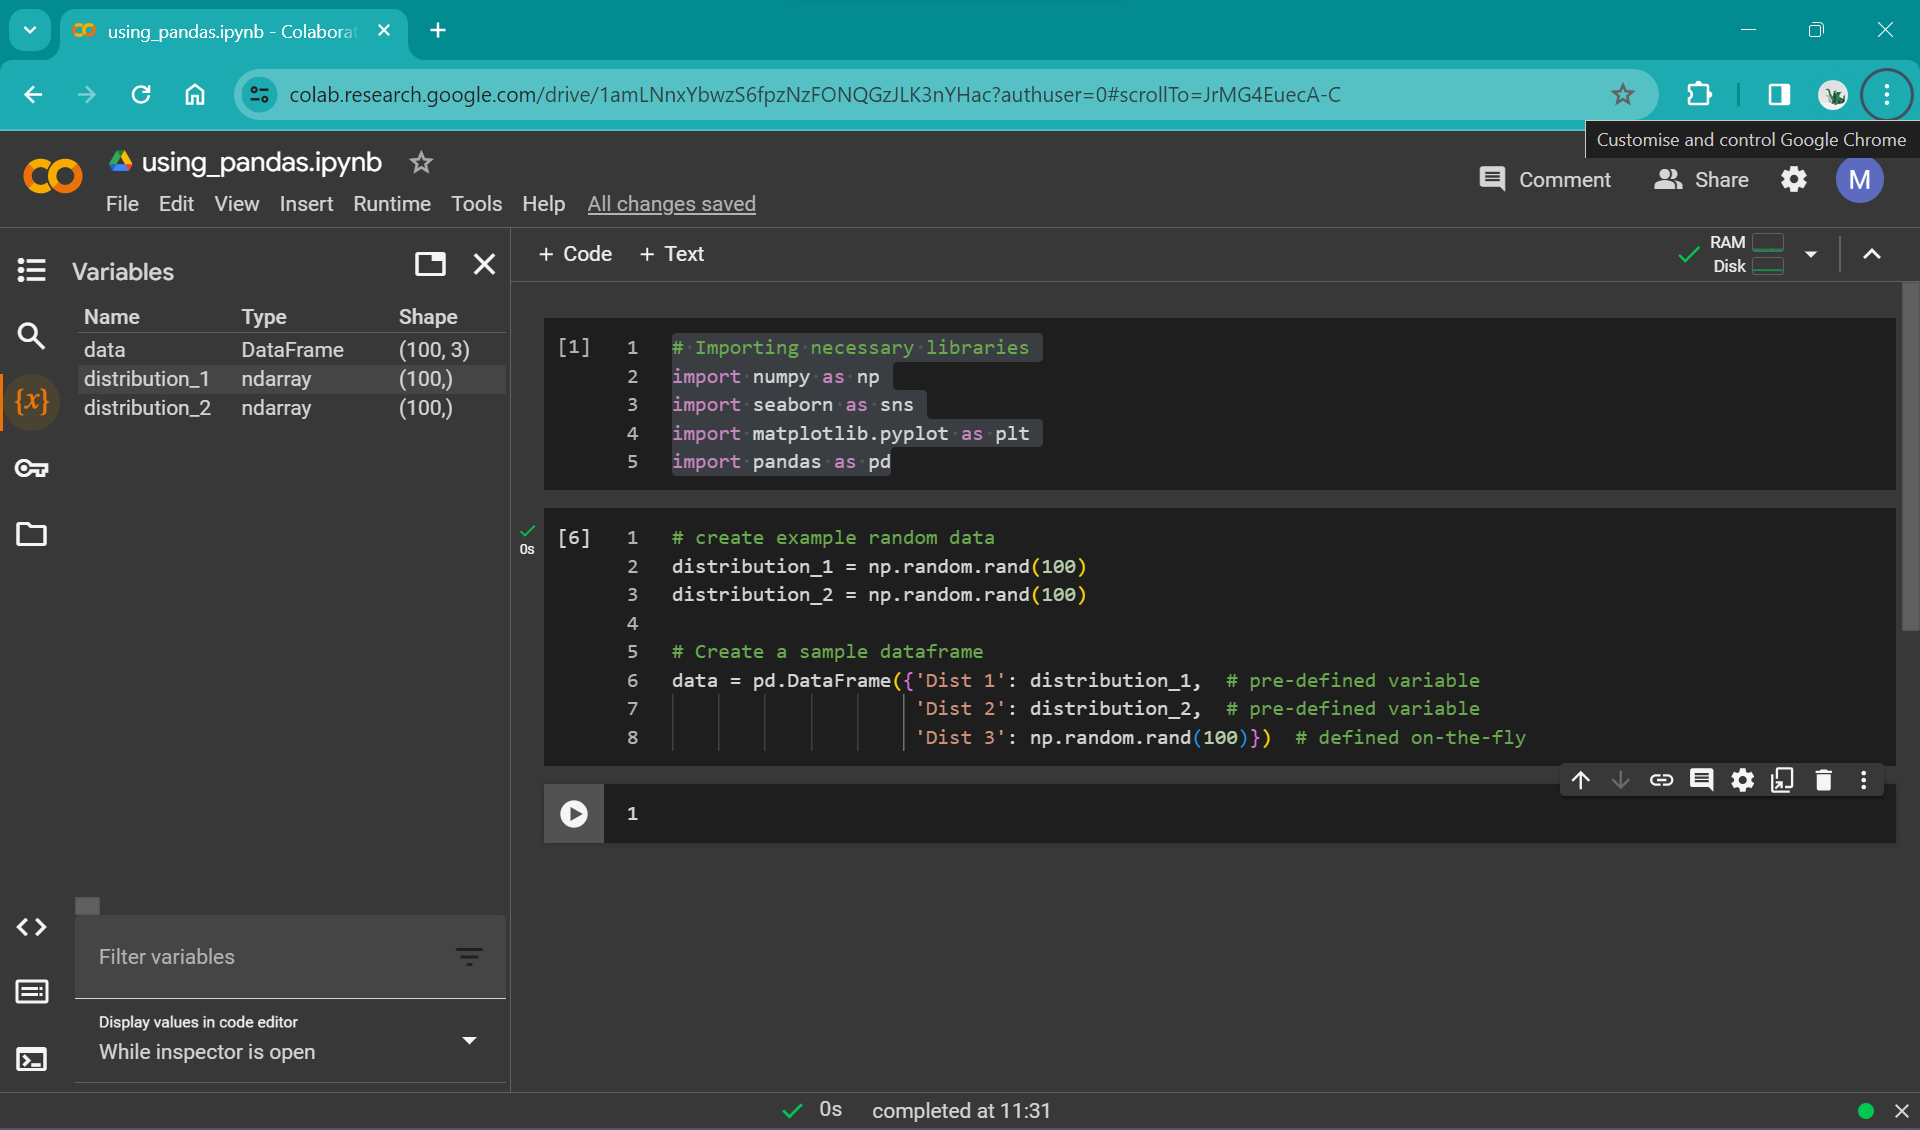 using_pandas.ipynb - Colaborat
colab.research.google.com/drive/1amLNnxYbwzS6fpzNzFONQGzJLK3nYHac?authuser=0#scrollTo=JrMG4EuecA-C
Customise and control Google Chrome
using_pandas.ipynb
Comment
Share
M
File Edit View Insert Runtime Tools Help All changes saved
Variables
+ Code + Text
RAM
Disk
Name Type Shape
data DataFrame (100, 3)
distribution_1 ndarray (100,)
distribution_2 ndarray (100,)
{x}
[1]
1 # Importing necessary libraries
2 import numpy as np
3 import seaborn as sns
4 import matplotlib.pyplot as plt
5 import pandas as pd
0s
[6]
1 # create example random data
2 distribution_1 = np.random.rand(100)
3 distribution_2 = np.random.rand(100)
4
5 # Create a sample dataframe
6 data = pd.DataFrame({'Dist 1': distribution_1, # pre-defined variable
7 'Dist 2': distribution_2, # pre-defined variable
8 'Dist 3': np.random.rand(100)}) # defined on-the-fly
1
Filter variables
Display values in code editor
While inspector is open
0s completed at 11:31